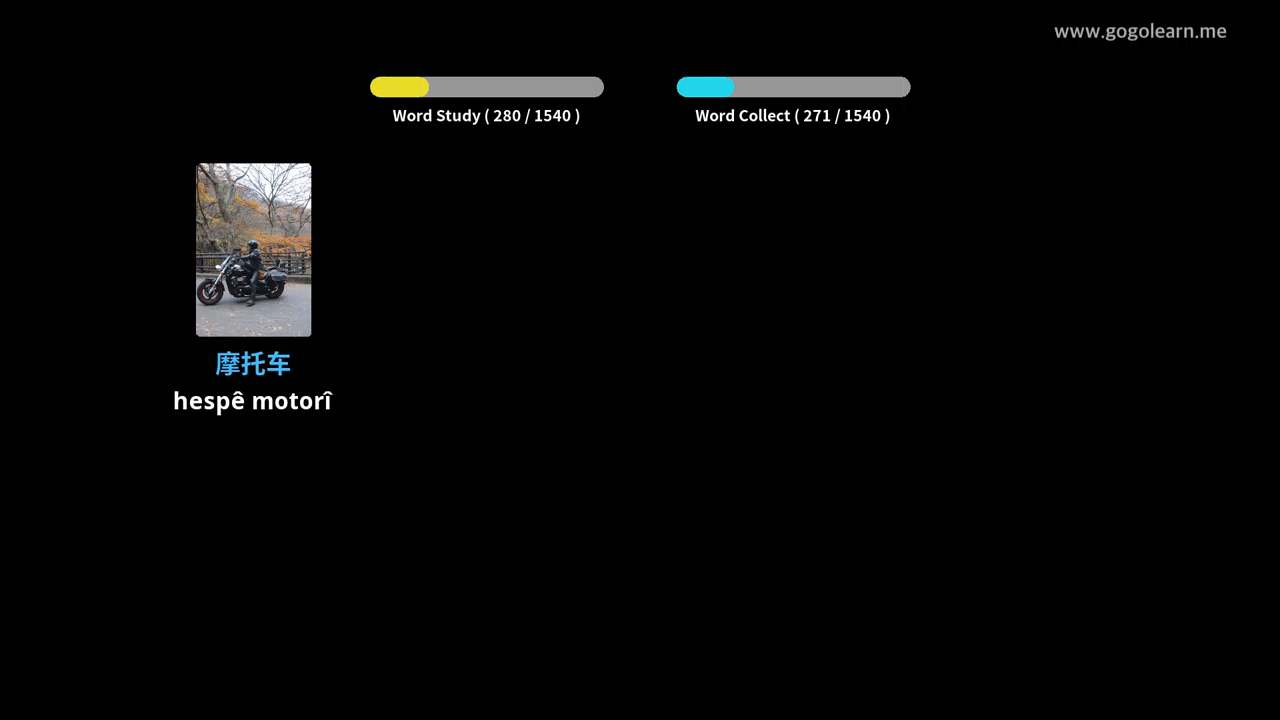 www.gogolearn.me
Word Study ( 280 / 1540 )
Word Collect ( 271 / 1540 )
摩托车
hespê motorî